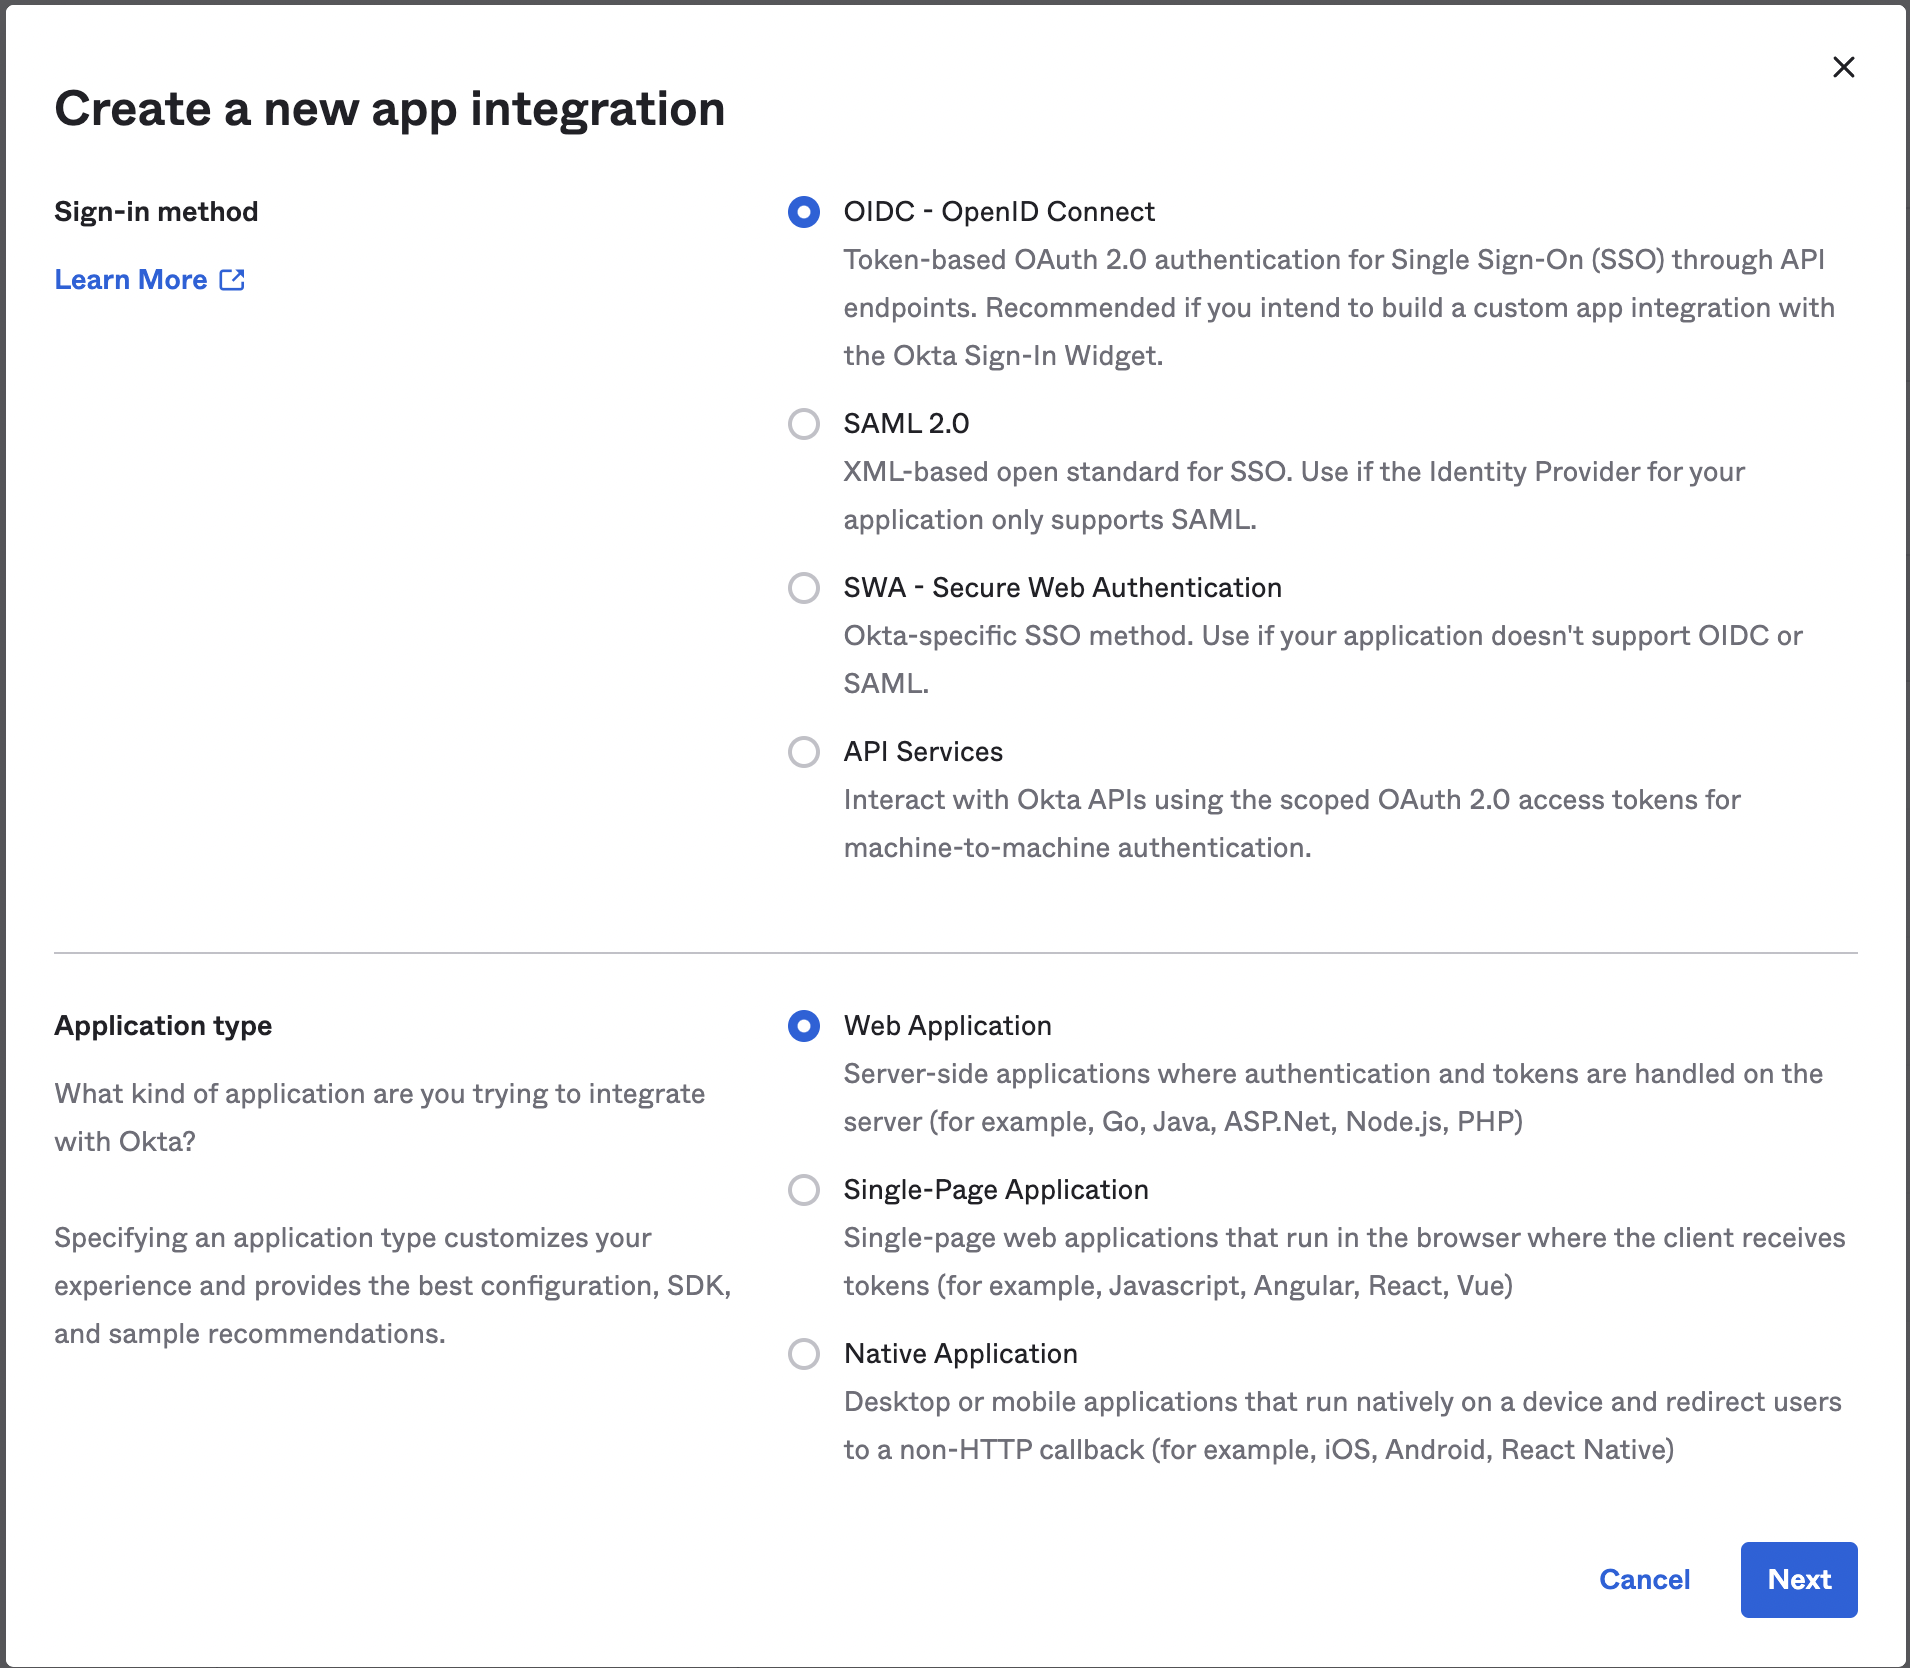 Create a new app integration
Sign-in method
Learn More
OIDC - OpenID Connect
Token-based OAuth 2.0 authentication for Single Sign-On (SSO) through API
endpoints. Recommended if you intend to build a custom app integration with
the Okta Sign-In Widget.
SAML 2.0
XML-based open standard for SSO. Use if the Identity Provider for your
application only supports SAML.
SWA - Secure Web Authentication
Okta-specific SSO method. Use if your application doesn't support OIDC or
SAML.
API Services
Interact with Okta APIs using the scoped OAuth 2.0 access tokens for
machine-to-machine authentication.
Application type
What kind of application are you trying to integrate
with Okta?
Specifying an application type customizes your
experience and provides the best configuration, SDK,
and sample recommendations.
Web Application
Server-side applications where authentication and tokens are handled on the
server (for example, Go, Java, ASP.Net, Node.js, PHP)
Single-Page Application
Single-page web applications that run in the browser where the client receives
tokens (for example, Javascript, Angular, React, Vue)
Native Application
Desktop or mobile applications that run natively on a device and redirect users
to a non-HTTP callback (for example, iOS, Android, React Native)
Cancel
Next